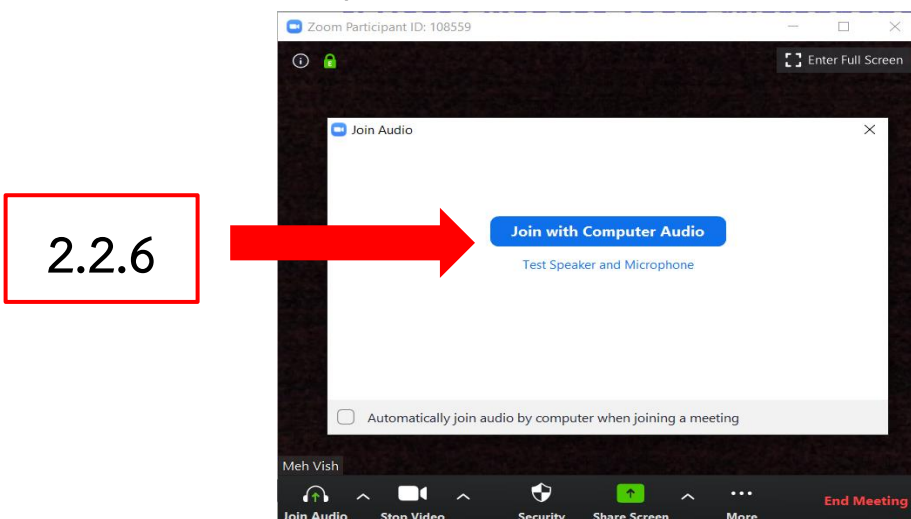 Zoom Participant ID: 108559
Enter Full Screen
Join Audio
Join with Computer Audio
2.2.6
Test Speaker and Microphone
Automatically join audio by computer when joining a meeting
Meh Vish
Join Audio Stop Video Security Share Screen More End Meeting